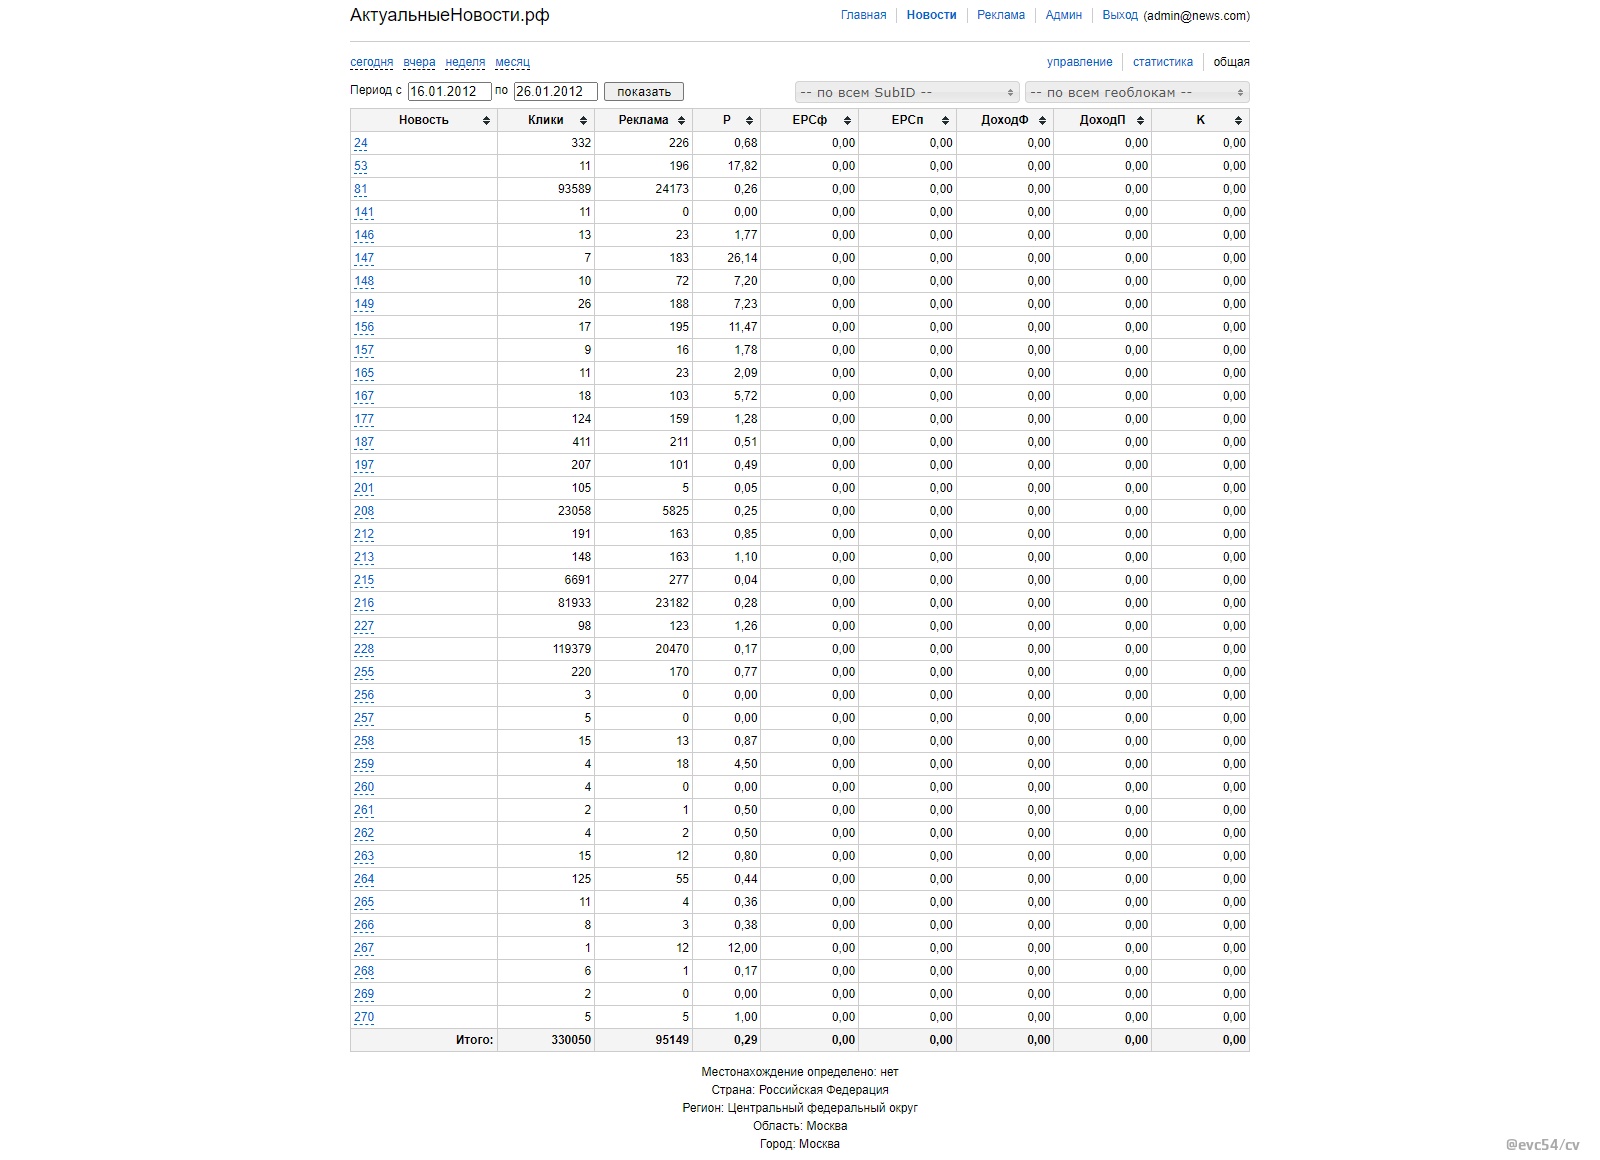 АктуальныеНовости.рф Главная Новости Реклама Админ Выход (admin@news.com)
сегодня вчера неделя месяц управление статистика общая
Период с 16.01.2012 по 26.01.2012 показать -- по всем SubID -- -- по всем геоблокам --
Новость Клики Реклама Р ЕРСф ЕРСп ДоходФ ДоходП К
24 332 226 0,68 0,00 0,00 0,00 0,00 0,00
53 11 196 17,82 0,00 0,00 0,00 0,00 0,00
81 93589 24173 0,26 0,00 0,00 0,00 0,00 0,00
141 11 0 0,00 0,00 0,00 0,00 0,00 0,00
146 13 23 1,77 0,00 0,00 0,00 0,00 0,00
147 7 183 26,14 0,00 0,00 0,00 0,00 0,00
148 10 72 7,20 0,00 0,00 0,00 0,00 0,00
149 26 188 7,23 0,00 0,00 0,00 0,00 0,00
156 17 195 11,47 0,00 0,00 0,00 0,00 0,00
157 9 16 1,78 0,00 0,00 0,00 0,00 0,00
165 11 23 2,09 0,00 0,00 0,00 0,00 0,00
167 18 103 5,72 0,00 0,00 0,00 0,00 0,00
177 124 159 1,28 0,00 0,00 0,00 0,00 0,00
187 411 211 0,51 0,00 0,00 0,00 0,00 0,00
197 207 101 0,49 0,00 0,00 0,00 0,00 0,00
201 105 5 0,05 0,00 0,00 0,00 0,00 0,00
208 23058 5825 0,25 0,00 0,00 0,00 0,00 0,00
212 191 163 0,85 0,00 0,00 0,00 0,00 0,00
213 148 163 1,10 0,00 0,00 0,00 0,00 0,00
215 6691 277 0,04 0,00 0,00 0,00 0,00 0,00
216 81933 23182 0,28 0,00 0,00 0,00 0,00 0,00
227 98 123 1,26 0,00 0,00 0,00 0,00 0,00
228 119379 20470 0,17 0,00 0,00 0,00 0,00 0,00
255 220 170 0,77 0,00 0,00 0,00 0,00 0,00
256 3 0 0,00 0,00 0,00 0,00 0,00 0,00
257 5 0 0,00 0,00 0,00 0,00 0,00 0,00
258 15 13 0,87 0,00 0,00 0,00 0,00 0,00
259 4 18 4,50 0,00 0,00 0,00 0,00 0,00
260 4 0 0,00 0,00 0,00 0,00 0,00 0,00
261 2 1 0,50 0,00 0,00 0,00 0,00 0,00
262 4 2 0,50 0,00 0,00 0,00 0,00 0,00
263 15 12 0,80 0,00 0,00 0,00 0,00 0,00
264 125 55 0,44 0,00 0,00 0,00 0,00 0,00
265 11 4 0,36 0,00 0,00 0,00 0,00 0,00
266 8 3 0,38 0,00 0,00 0,00 0,00 0,00
267 1 12 12,00 0,00 0,00 0,00 0,00 0,00
268 6 1 0,17 0,00 0,00 0,00 0,00 0,00
269 2 0 0,00 0,00 0,00 0,00 0,00 0,00
270 5 5 1,00 0,00 0,00 0,00 0,00 0,00
Итого: 330050 95149 0,29 0,00 0,00 0,00 0,00 0,00
Местонахождение определено: нет
Страна: Российская Федерация
Регион: Центральный федеральный округ
Область: Москва
Город: Москва
@evc54/cv